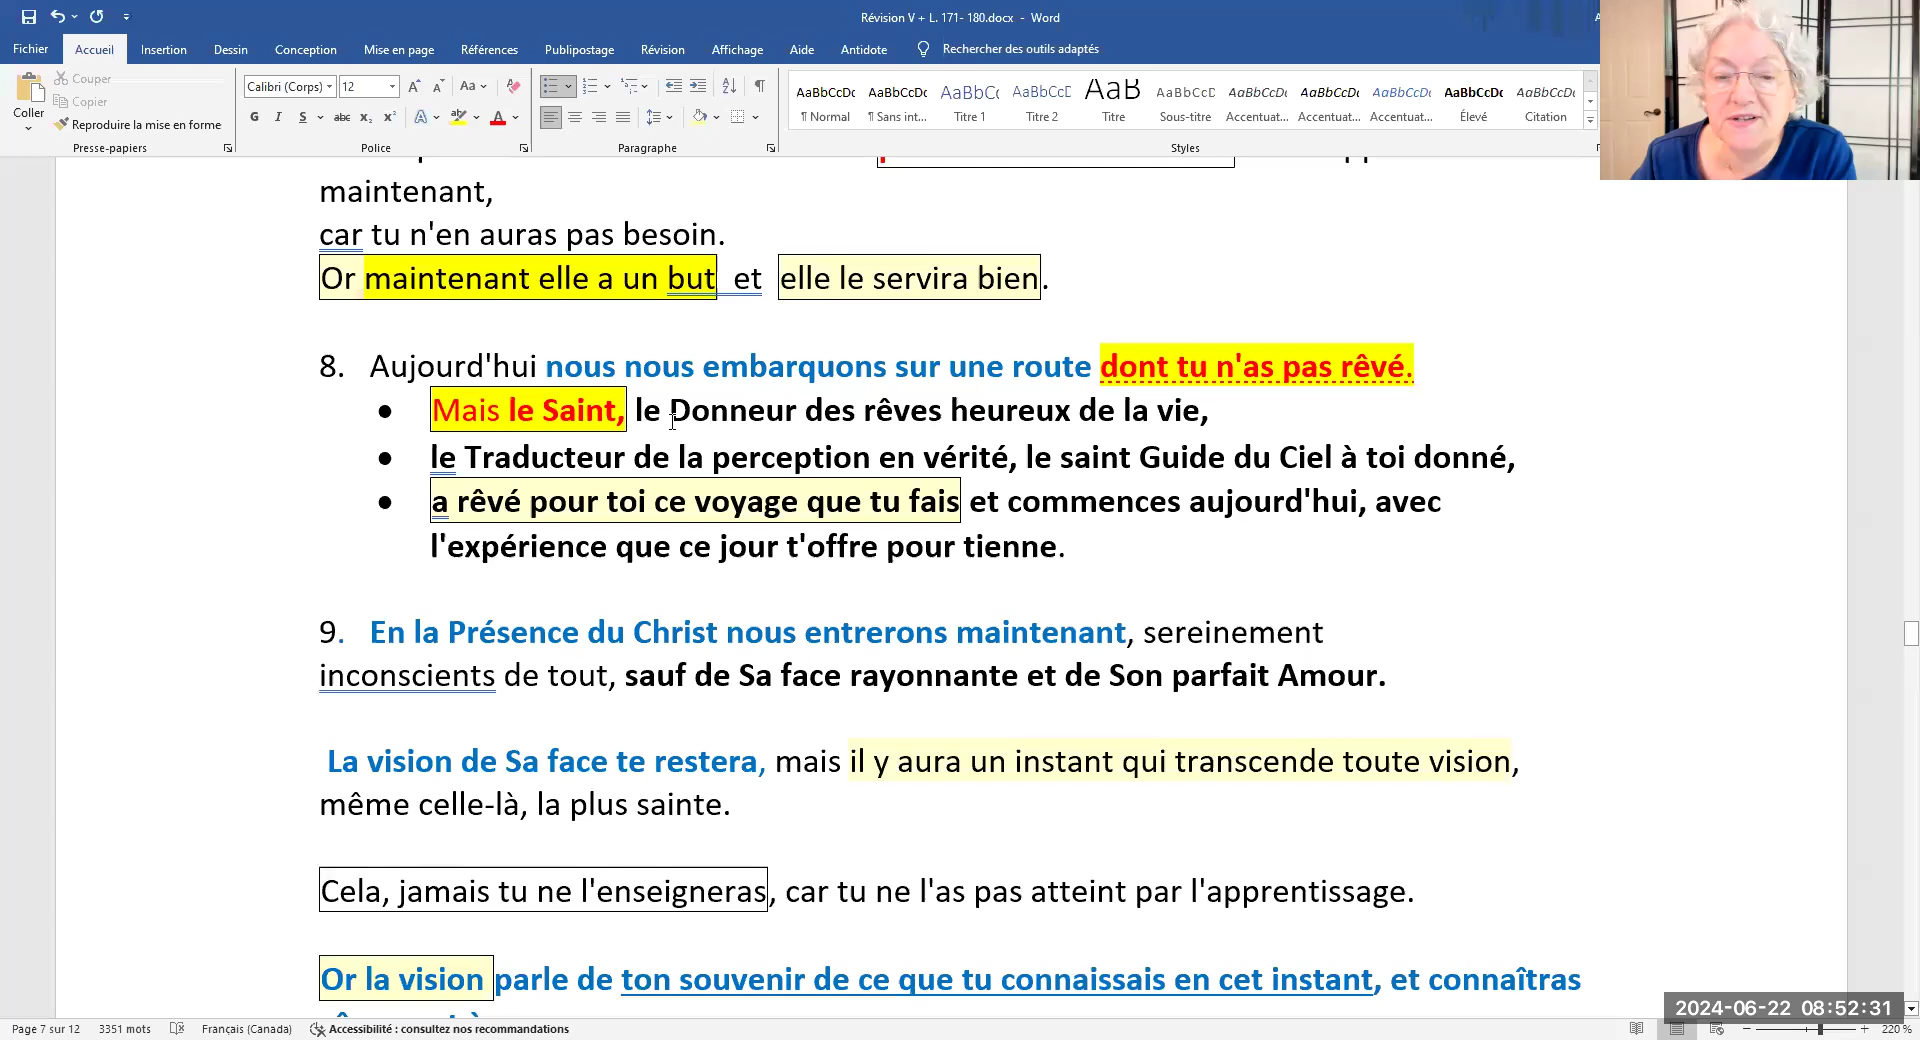 Révision V + L. 171- 180.docx - Word
Fichier Accueil Insertion Dessin Conception Mise en page Références Publipostage Révision Affichage Aide Antidote Rechercher des outils adaptés
Coller
Couper
Copier
Reproduire la mise en forme
Presse-papiers
Calibri (Corps) 12
Police
Paragraphe
AaBbCcDc AaBbCcDc AaBbCc AaBbCcD AaB AaBbCcD AaBbCcDc AaBbCcDc AaBbCcDc AaBbCcDc AaBbCcDc
¶ Normal ¶ Sans int... Titre 1 Titre 2 Titre Sous-titre Accentuat... Accentuat... Accentuat... Élevé Citation
Styles
maintenant,
car tu n'en auras pas besoin.
Or maintenant elle a un but et elle le servira bien.
8. Aujourd'hui nous nous embarquons sur une route dont tu n'as pas rêvé.
• Mais le Saint, le Donneur des rêves heureux de la vie,
• le Traducteur de la perception en vérité, le saint Guide du Ciel à toi donné,
• a rêvé pour toi ce voyage que tu fais et commences aujourd'hui, avec
l'expérience que ce jour t'offre pour tienne.
9. En la Présence du Christ nous entrerons maintenant, sereinement
inconscients de tout, sauf de Sa face rayonnante et de Son parfait Amour.
La vision de Sa face te restera, mais il y aura un instant qui transcende toute vision,
même celle-là, la plus sainte.
Cela, jamais tu ne l'enseigneras, car tu ne l'as pas atteint par l'apprentissage.
Or la vision parle de ton souvenir de ce que tu connaissais en cet instant, et connaîtras
2024-06-22 08:52:31
Page 7 sur 12 3351 mots Français (Canada) Accessibilité : consultez nos recommandations 220 %